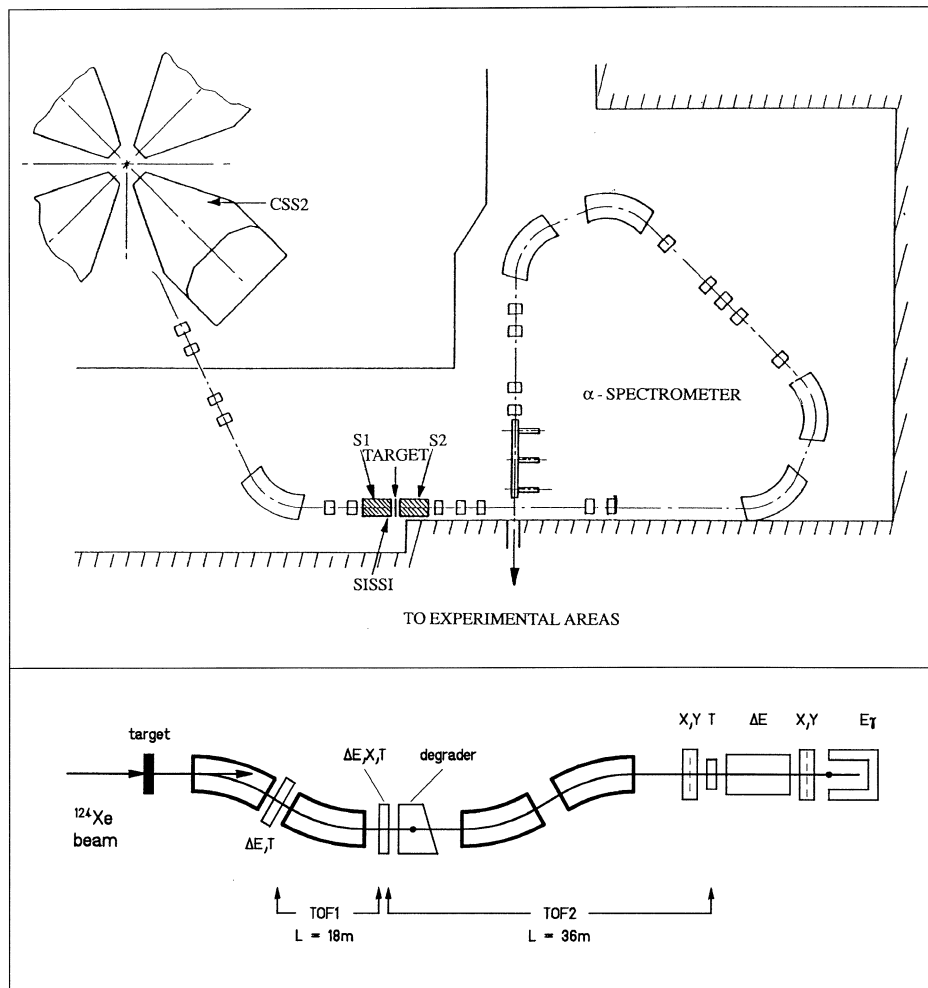 CSS2
α - SPECTROMETER
S1
S2
TARGET
SISSI
TO EXPERIMENTAL AREAS
target
¹²⁴Xe
beam
ΔE,T
ΔE,X,T
degrader
X,Y
T
ΔE
X,Y
Eγ
TOF1
L = 18m
TOF2
L = 36m